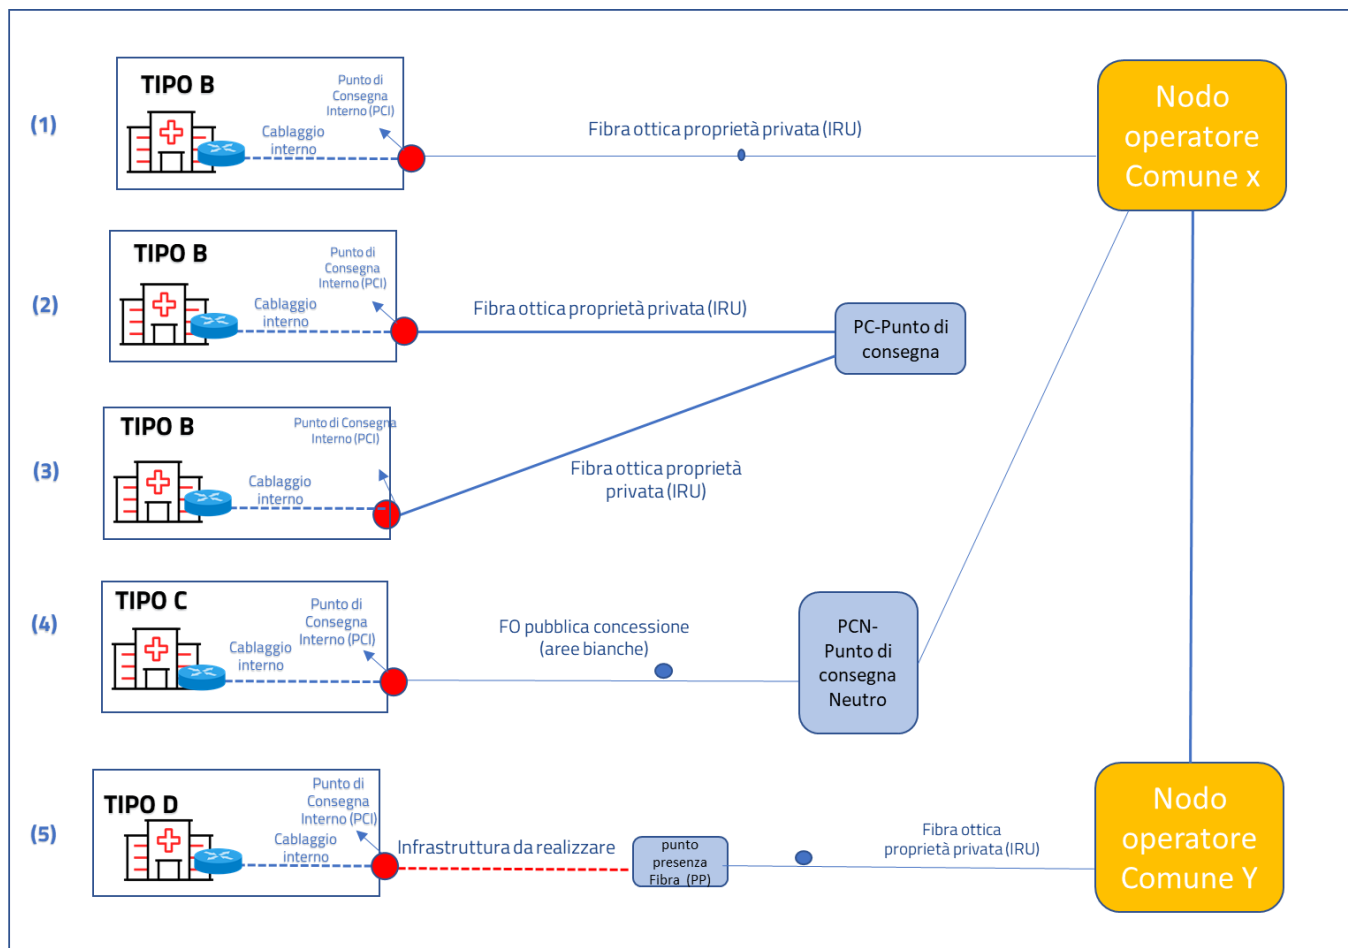 (1)
TIPO B
Punto di
Consegna
Interno (PCI)
Cablaggio
interno
Fibra ottica proprietà privata (IRU)
Nodo
operatore
Comune x
(2)
TIPO B
Punto di
Consegna
Interno (PCI)
Cablaggio
interno
Fibra ottica proprietà privata (IRU)
PC-Punto di
consegna
(3)
TIPO B
Punto di Consegna
Interno (PCI)
Cablaggio
interno
Fibra ottica proprietà
privata (IRU)
(4)
TIPO C
Punto di
Consegna
Interno (PCI)
Cablaggio
interno
FO pubblica concessione
(aree bianche)
PCN-
Punto di
consegna
Neutro
(5)
TIPO D
Punto di
Consegna
Interno (PCI)
Cablaggio
interno
Infrastruttura da realizzare
punto
presenza
Fibra (PP)
Fibra ottica
proprietà privata (IRU)
Nodo
operatore
Comune Y